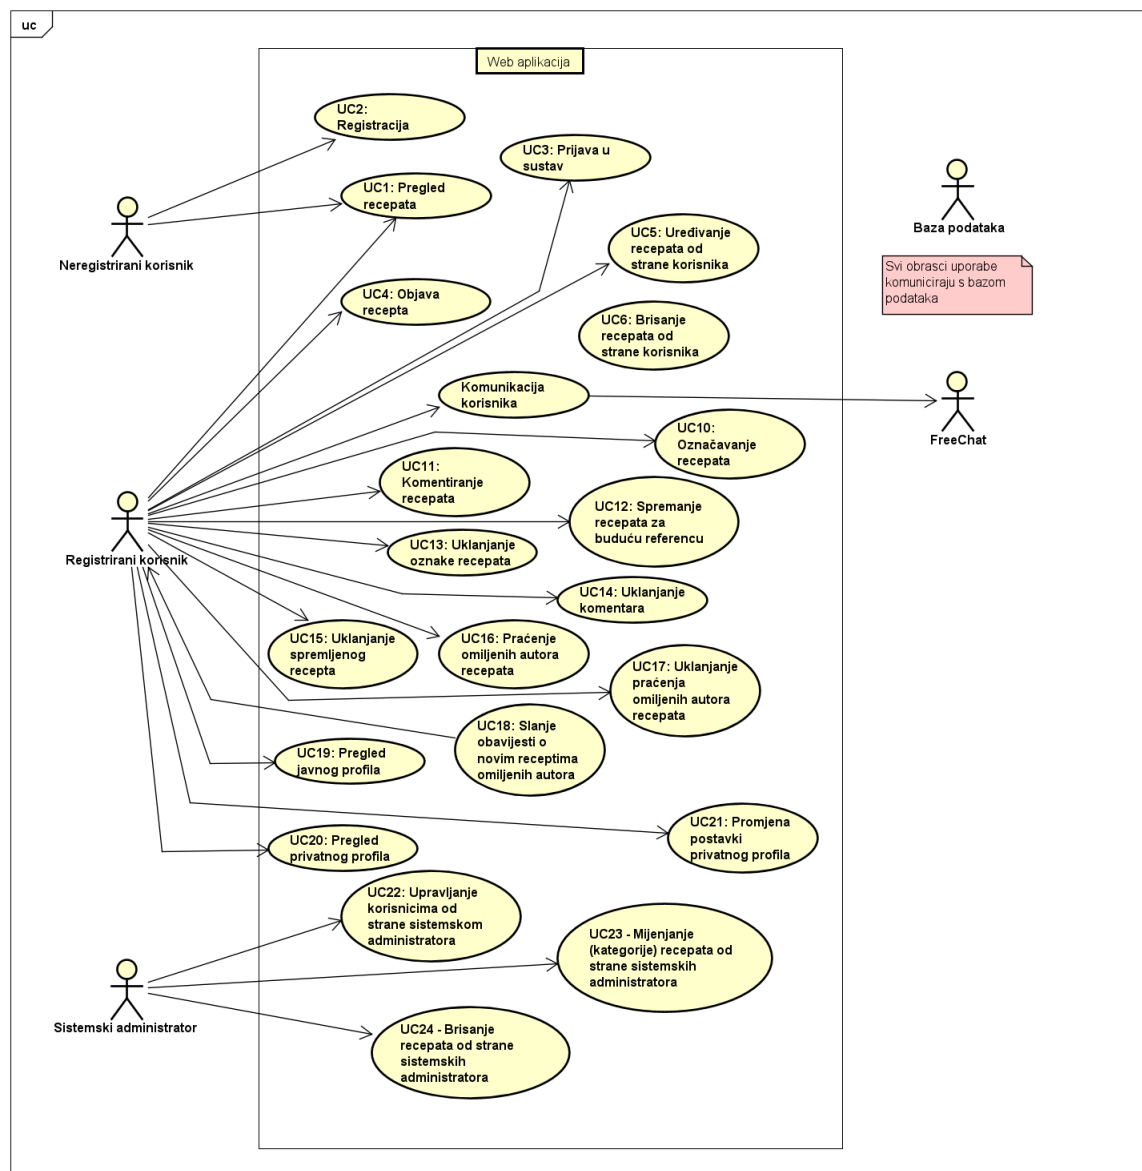 uc
Web aplikacija
UC2:
Registracija
UC3: Prijava u
sustav
UC1: Pregled
recepata
Neregistrirani korisnik
Baza podataka
UC5: Uređivanje
recepata od
strane korisnika
Svi obrasci uporabe
komuniciraju s bazom
podataka
UC4: Objava
recepta
UC6: Brisanje
recepata od
strane korisnika
Komunikacija
korisnika
FreeChat
UC10:
Označavanje
recepata
UC11:
Komentiranje
recepata
UC12: Spremanje
recepata za
buduću referencu
UC13: Uklanjanje
oznake recepata
Registrirani korisnik
UC14: Uklanjanje
komentara
UC15: Uklanjanje
spremljenog
recepta
UC16: Praćenje
omiljenih autora
recepata
UC17: Uklanjanje
praćenja
omiljenih autora
recepata
UC18: Slanje
obavijesti o
novim receptima
omiljenih autora
UC19: Pregled
javnog profila
UC21: Promjena
postavki
privatnog profila
UC20: Pregled
privatnog profila
UC22: Upravljanje
korisnicima od
strane sistemskom
administratora
UC23 - Mijenjanje
(kategorije) recepata od
strane sistemskih
administratora
Sistemski administrator
UC24 - Brisanje
recepata od strane
sistemskih
administratora